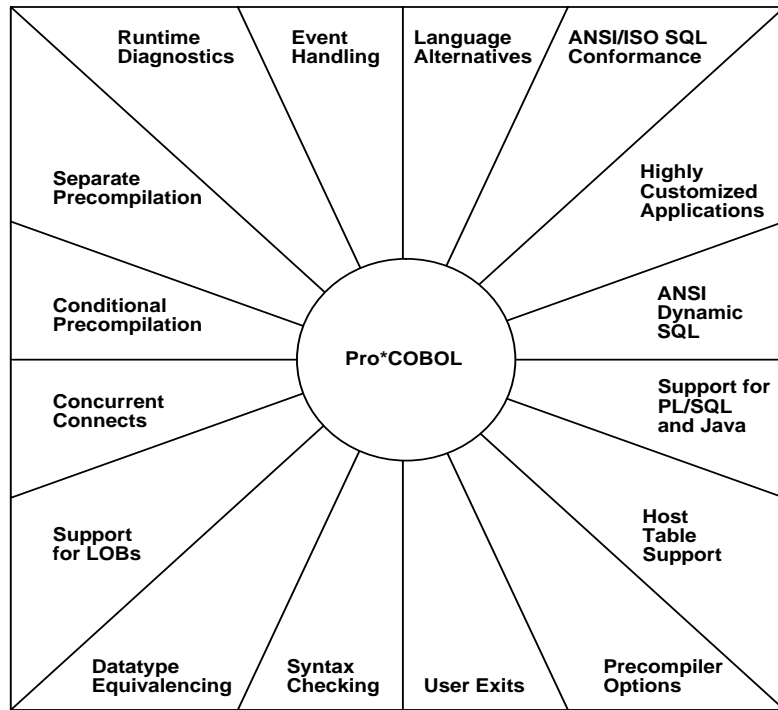 Runtime
Diagnostics
Event
Handling
Language
Alternatives
ANSI/ISO SQL
Conformance
Separate
Precompilation
Highly
Customized
Applications
Conditional
Precompilation
ANSI
Dynamic
SQL
Pro*COBOL
Concurrent
Connects
Support for
PL/SQL
and Java
Support
for LOBs
Host
Table
Support
Datatype
Equivalencing
Syntax
Checking
User Exits
Precompiler
Options